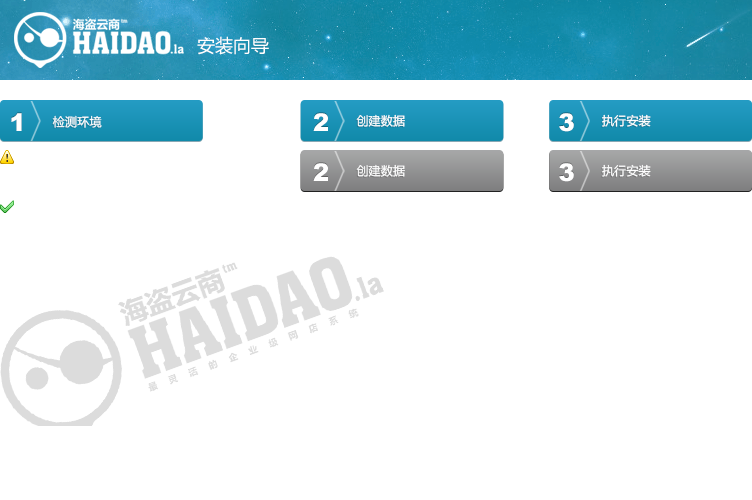 海盗云商™
HAIDAO.la
安装向导
1 检测环境
2 创建数据
3 执行安装
2 创建数据
3 执行安装
海盗云商tm
HAIDAO.la
最灵活的企业级网店系统